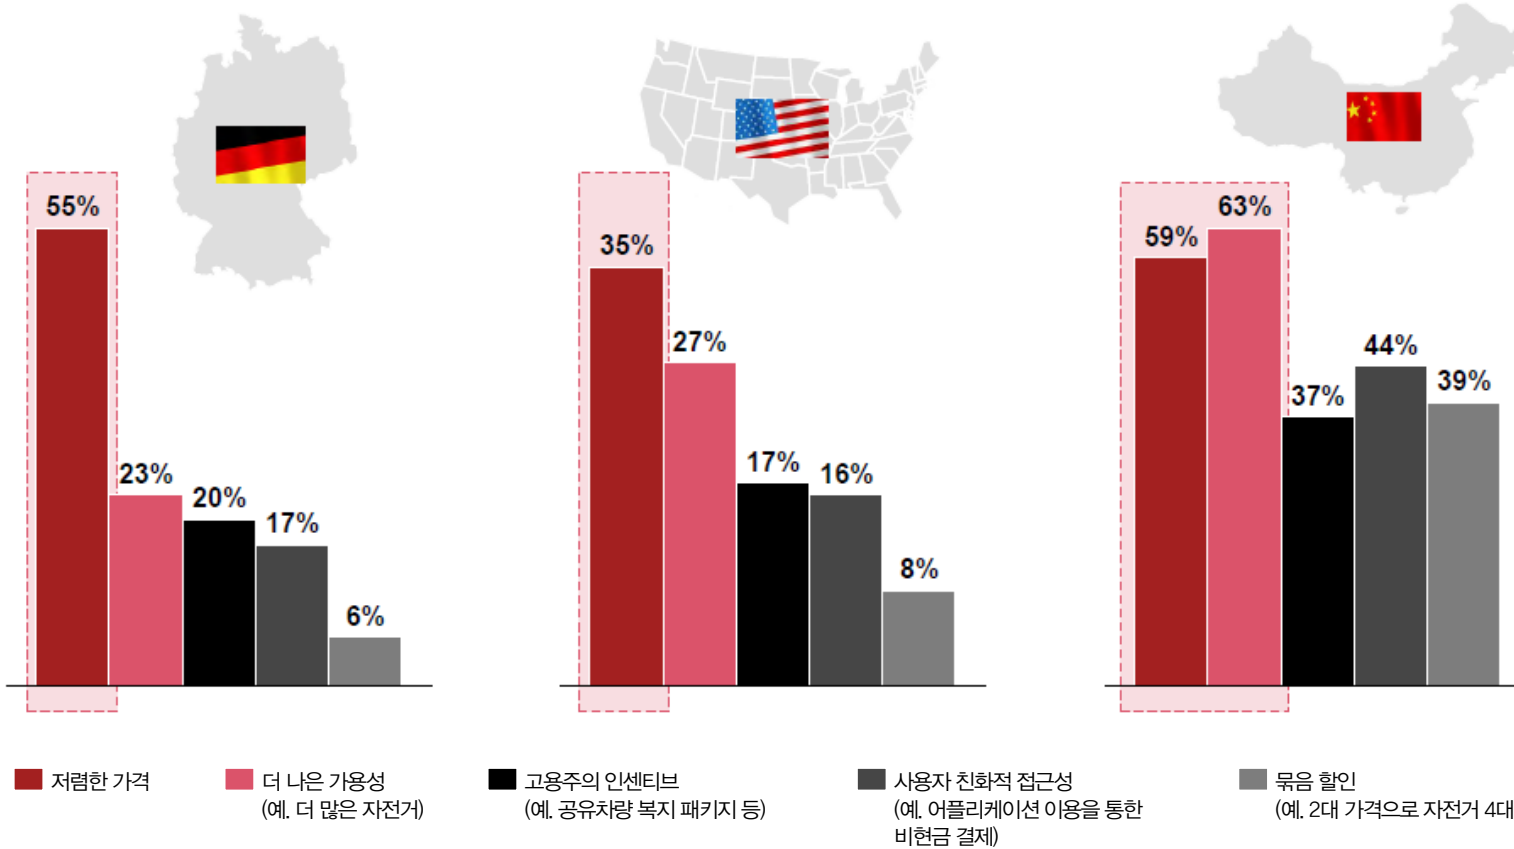 55%
23%
20%
17%
6%
35%
27%
17%
16%
8%
59%
63%
37%
44%
39%
저렴한 가격
더 나은 가용성
(예. 더 많은 자전거)
고용주의 인센티브
(예. 공유차량 복지 패키지 등)
사용자 친화적 접근성
(예. 어플리케이션 이용을 통한
비현금 결제)
묶음 할인
(예. 2대 가격으로 자전거 4대